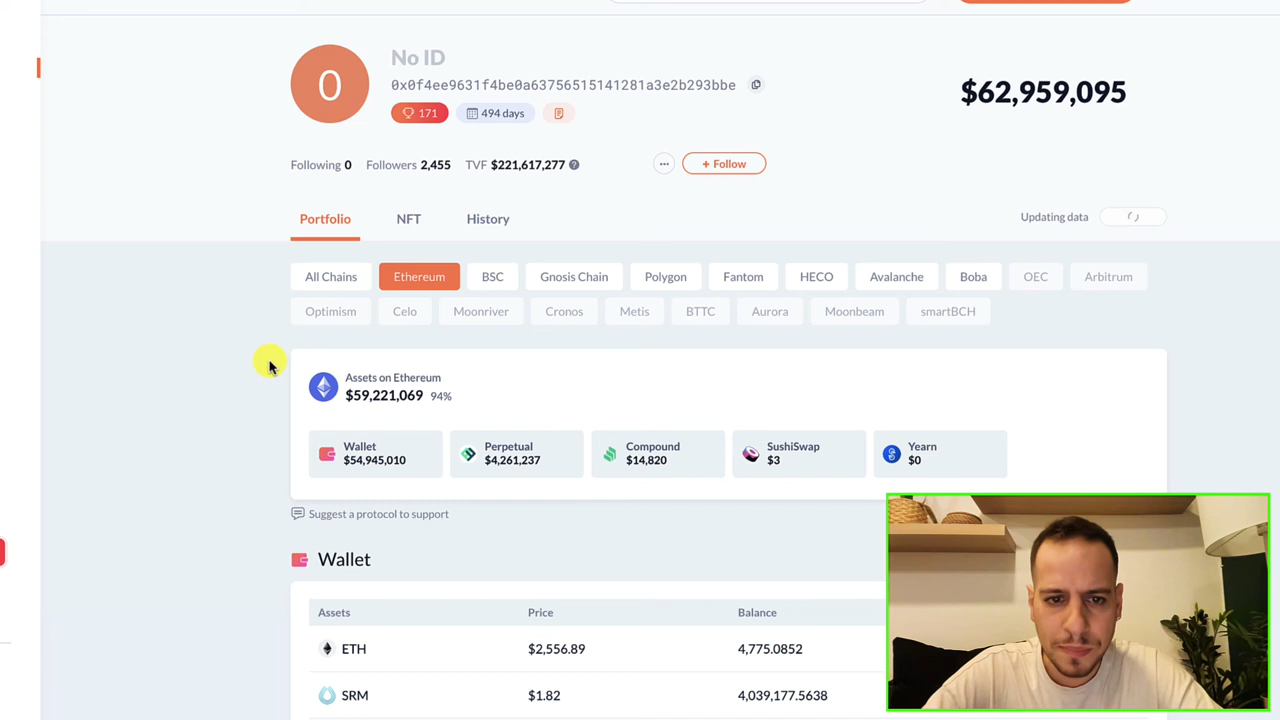 No ID
0
0x0f4ee9631f4be0a63756515141281a3e2b293bbe
$62,959,095
171 494 days
Following 0 Followers 2,455 TVF $221,617,277 ? ... + Follow
Portfolio NFT History Updating data
All Chains Ethereum BSC Gnosis Chain Polygon Fantom HECO Avalanche Boba OEC Arbitrum
Optimism Celo Moonriver Cronos Metis BTTC Aurora Moonbeam smartBCH
Assets on Ethereum
$59,221,069 94%
Wallet Perpetual Compound SushiSwap Yearn
$54,945,010 $4,261,237 $14,820 $3 $0
Suggest a protocol to support
Wallet
Assets Price Balance
ETH $2,556.89 4,775.0852
SRM $1.82 4,039,177.5638